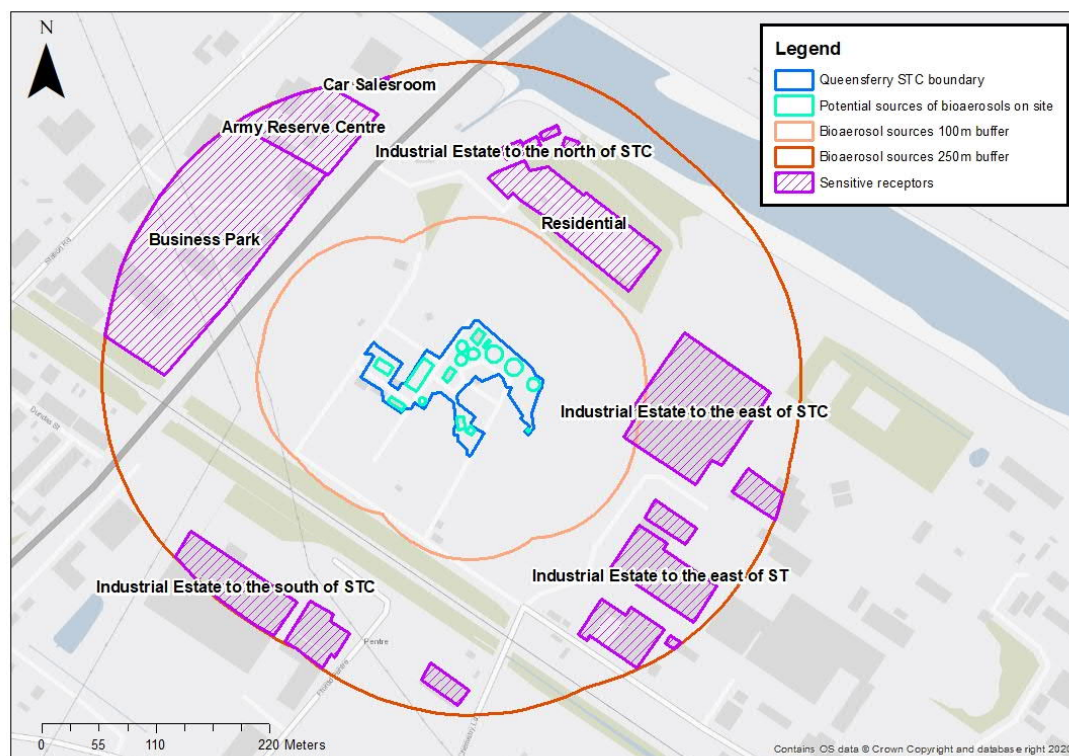 N
Car Salesroom
Army Reserve Centre
Industrial Estate to the north of STC
Business Park
Residential
Station Rd
Dundas St
Industrial Estate to the east of STC
Industrial Estate to the east of ST
Industrial Estate to the south of STC
Pentre
Legend
Queensferry STC boundary
Potential sources of bioaerosols on site
Bioaerosol sources 100m buffer
Bioaerosol sources 250m buffer
Sensitive receptors
0 55 110 220 Meters
Contains OS data © Crown Copyright and database right 2020